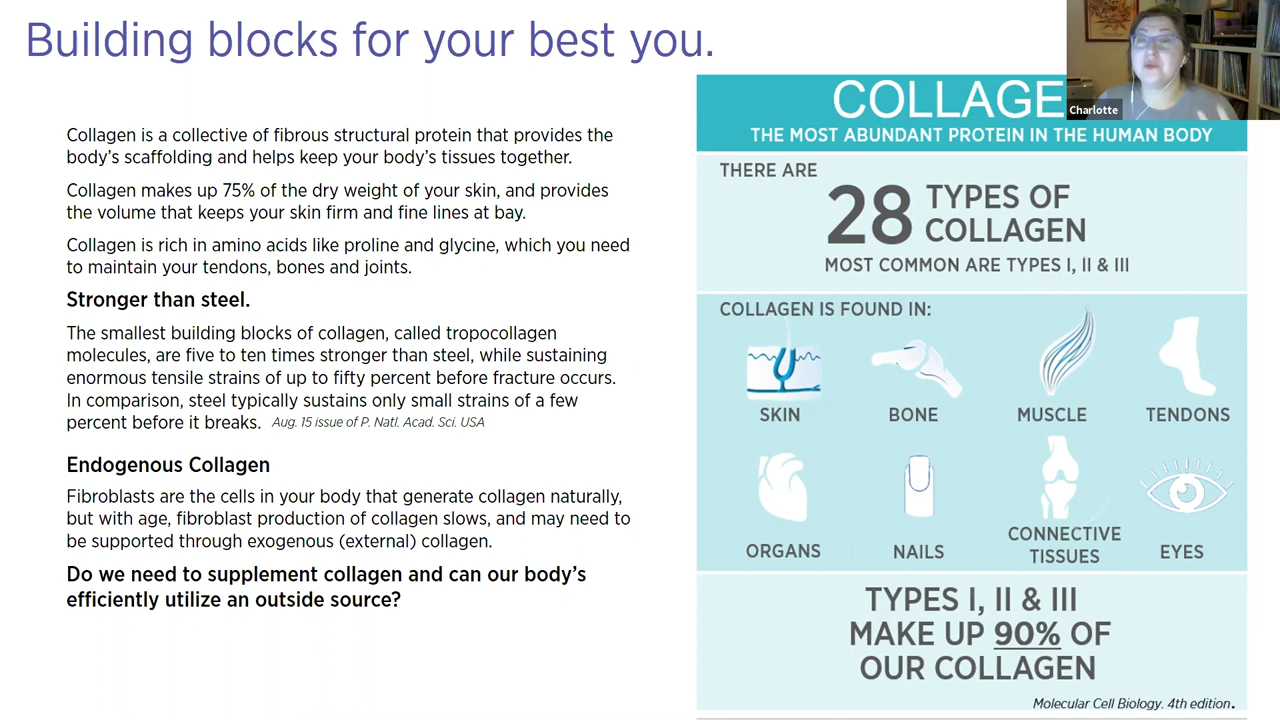 Building blocks for your best you.
Charlotte
Collagen is a collective of fibrous structural protein that provides the
body's scaffolding and helps keep your body's tissues together.
Collagen makes up 75% of the dry weight of your skin, and provides
the volume that keeps your skin firm and fine lines at bay.
Collagen is rich in amino acids like proline and glycine, which you need
to maintain your tendons, bones and joints.
Stronger than steel.
The smallest building blocks of collagen, called tropocollagen
molecules, are five to ten times stronger than steel, while sustaining
enormous tensile strains of up to fifty percent before fracture occurs.
In comparison, steel typically sustains only small strains of a few
percent before it breaks. Aug. 15 issue of P. Natl. Acad. Sci. USA
Endogenous Collagen
Fibroblasts are the cells in your body that generate collagen naturally,
but with age, fibroblast production of collagen slows, and may need to
be supported through exogenous (external) collagen.
Do we need to supplement collagen and can our body's
efficiently utilize an outside source?
COLLAGE
THE MOST ABUNDANT PROTEIN IN THE HUMAN BODY
THERE ARE
28 TYPES OF
COLLAGEN
MOST COMMON ARE TYPES I, II & III
COLLAGEN IS FOUND IN:
SKIN
BONE
MUSCLE
TENDONS
ORGANS
NAILS
CONNECTIVE
TISSUES
EYES
TYPES I, II & III
MAKE UP 90% OF
OUR COLLAGEN
Molecular Cell Biology. 4th edition.